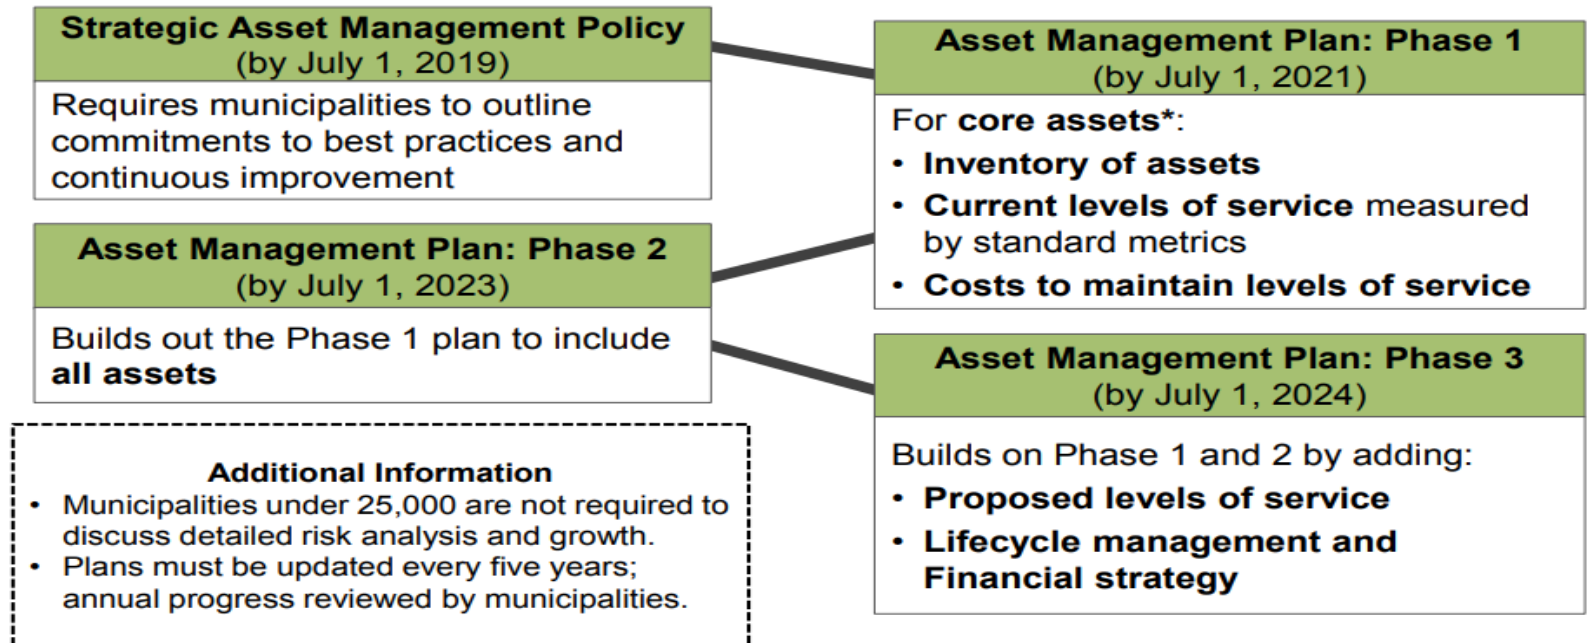 Strategic Asset Management Policy
(by July 1, 2019)
Requires municipalities to outline
commitments to best practices and
continuous improvement
Asset Management Plan: Phase 1
(by July 1, 2021)
For core assets*:
• Inventory of assets
• Current levels of service measured
by standard metrics
• Costs to maintain levels of service
Asset Management Plan: Phase 2
(by July 1, 2023)
Builds out the Phase 1 plan to include
all assets
Asset Management Plan: Phase 3
(by July 1, 2024)
Builds on Phase 1 and 2 by adding:
• Proposed levels of service
• Lifecycle management and
Financial strategy
Additional Information
• Municipalities under 25,000 are not required to
discuss detailed risk analysis and growth.
• Plans must be updated every five years;
annual progress reviewed by municipalities.